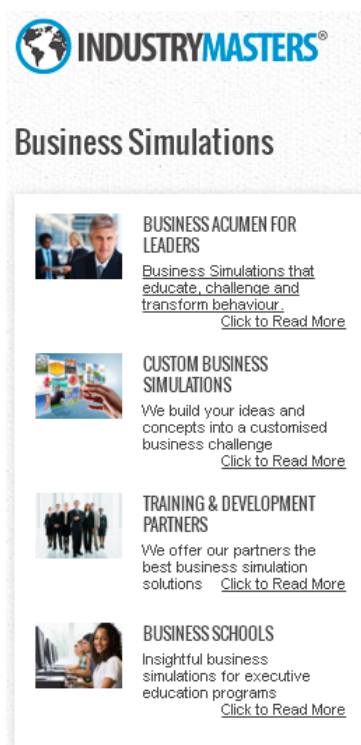 INDUSTRYMASTERS®
Business Simulations
BUSINESS ACUMEN FOR
LEADERS
Business Simulations that
educate, challenge and
transform behaviour.
Click to Read More
CUSTOM BUSINESS
SIMULATIONS
We build your ideas and
concepts into a customised
business challenge
Click to Read More
TRAINING & DEVELOPMENT
PARTNERS
We offer our partners the
best business simulation
solutions Click to Read More
BUSINESS SCHOOLS
Insightful business
simulations for executive
education programs
Click to Read More